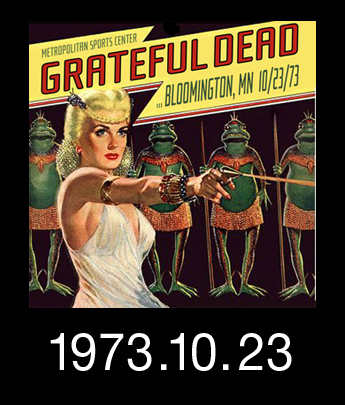 METROPOLITAN SPORTS CENTER
GRATEFUL DEAD
... BLOOMINGTON, MN 10/23/73
1973.10.23